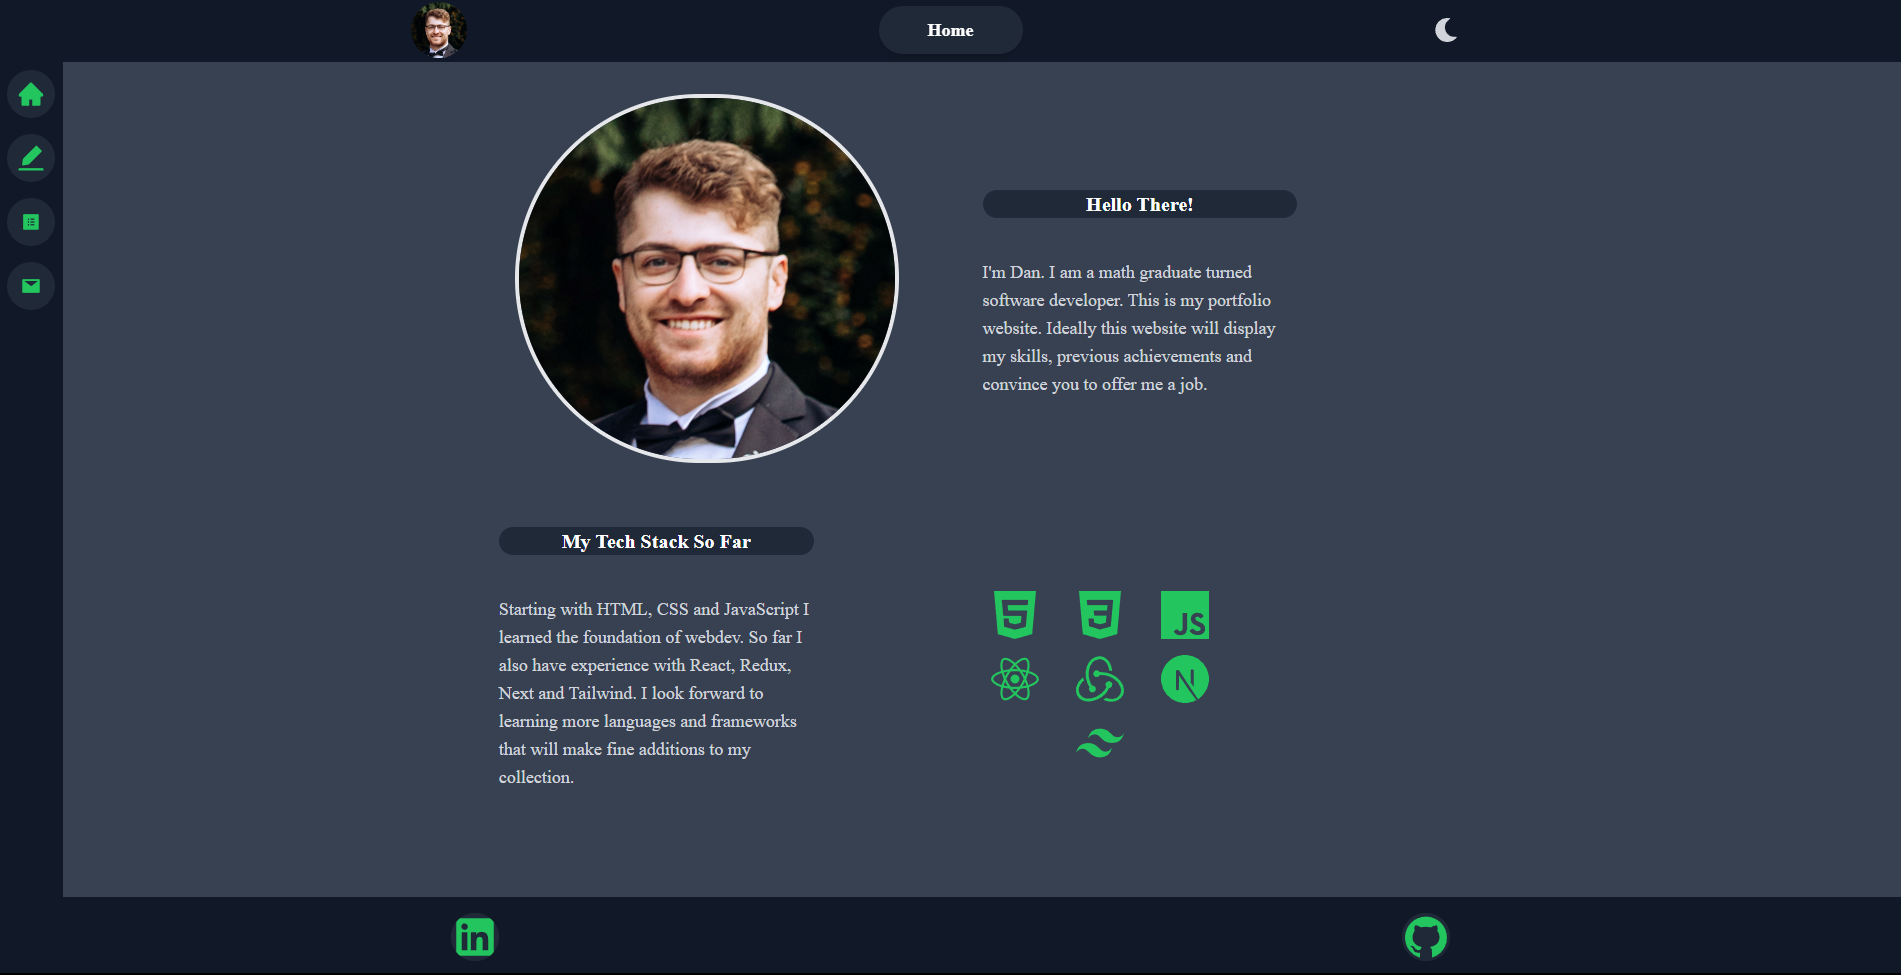 Home
Hello There!
I'm Dan. I am a math graduate turned
software developer. This is my portfolio
website. Ideally this website will display
my skills, previous achievements and
convince you to offer me a job.
My Tech Stack So Far
Starting with HTML, CSS and JavaScript I
learned the foundation of webdev. So far I
also have experience with React, Redux,
Next and Tailwind. I look forward to
learning more languages and frameworks
that will make fine additions to my
collection.
5 3 JS
N
in